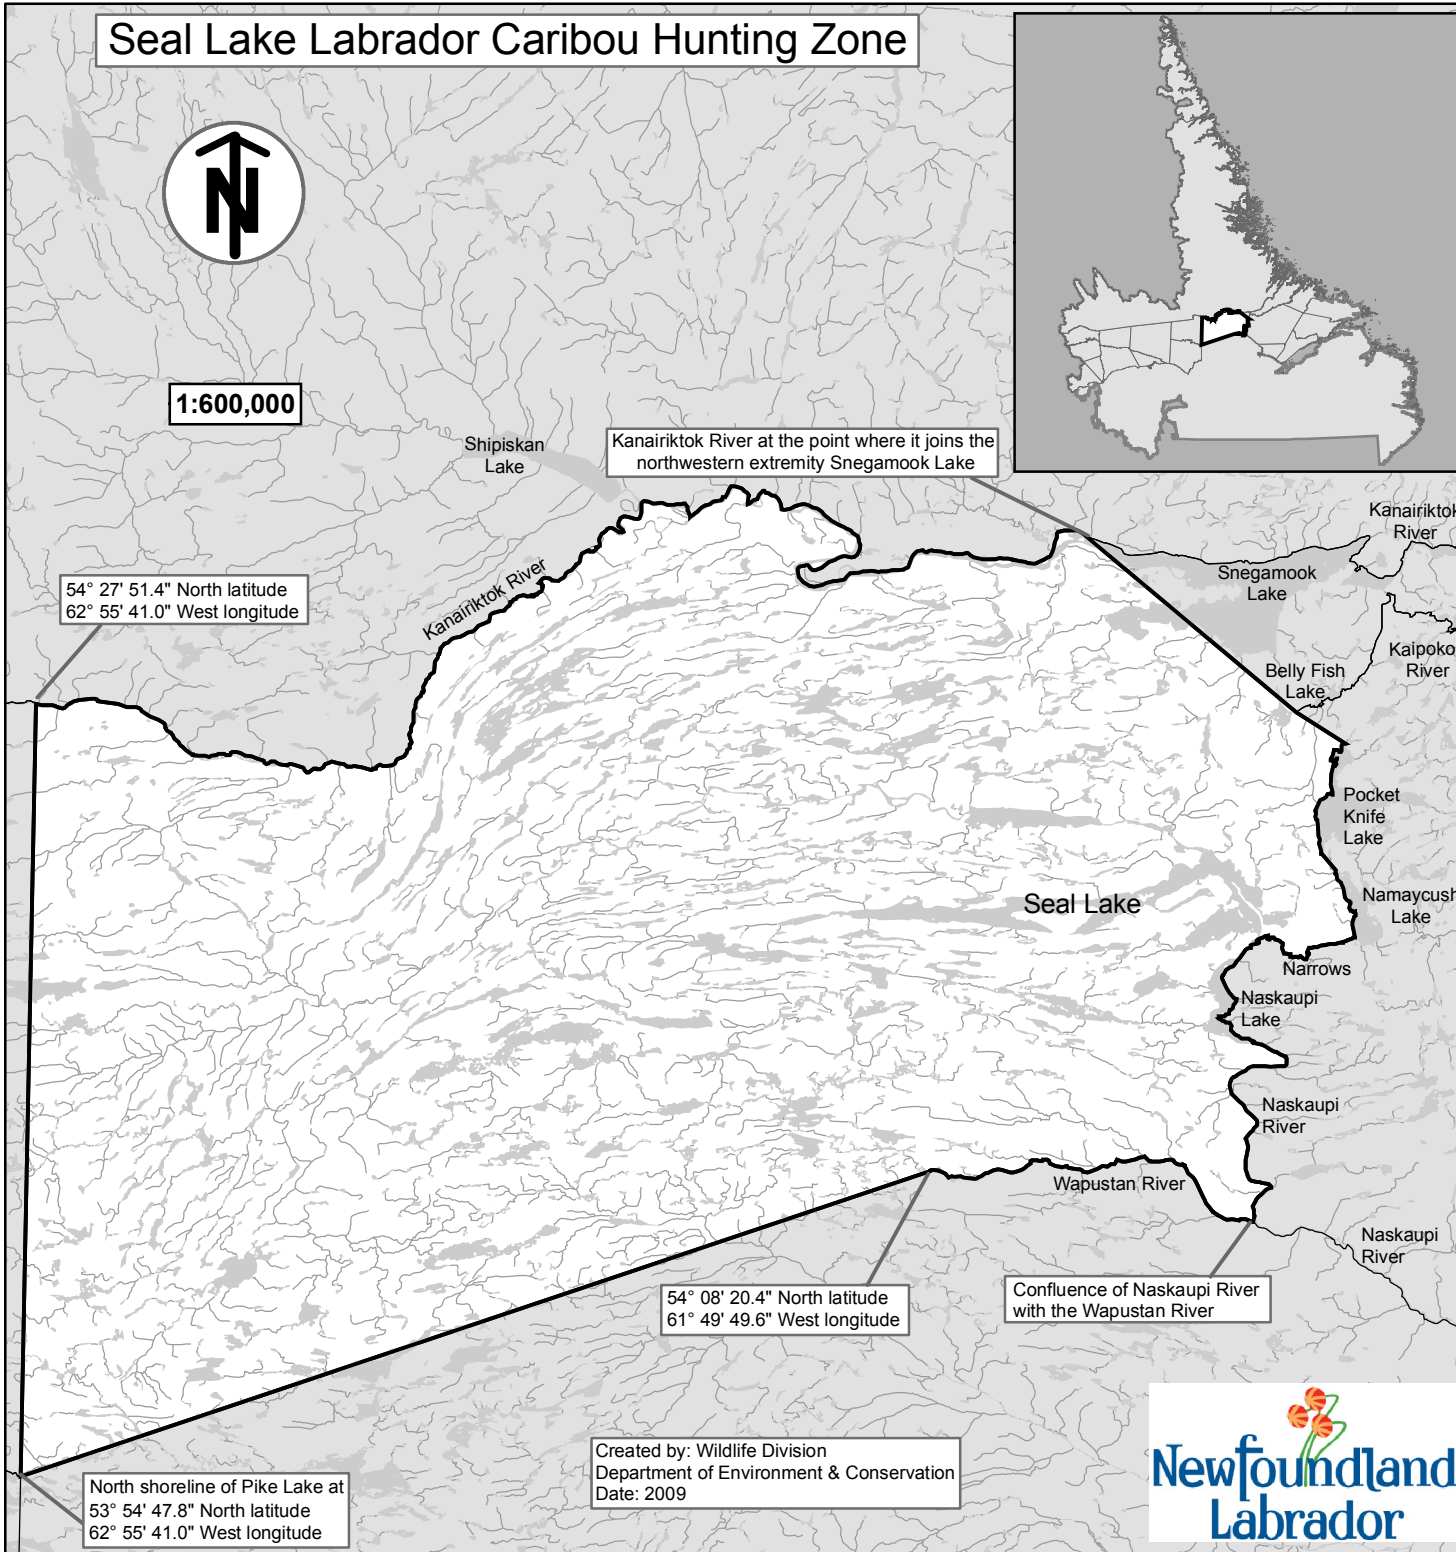 Seal Lake Labrador Caribou Hunting Zone
N
1:600,000
Shipiskan
Lake
Kanairiktok River at the point where it joins the
northwestern extremity Snegamook Lake
Kanairiktok
River
Snegamook
Lake
54° 27' 51.4" North latitude
62° 55' 41.0" West longitude
Kanairiktok River
Belly Fish
Lake
Kaipoko
River
Pocket
Knife
Lake
Seal Lake
Namaycush
Lake
Narrows
Naskaupi
Lake
Naskaupi
River
Wapustan River
Naskaupi
River
54° 08' 20.4" North latitude
61° 49' 49.6" West longitude
Confluence of Naskaupi River
with the Wapustan River
Created by: Wildlife Division
Department of Environment & Conservation
Date: 2009
North shoreline of Pike Lake at
53° 54' 47.8" North latitude
62° 55' 41.0" West longitude
Newfoundland
Labrador